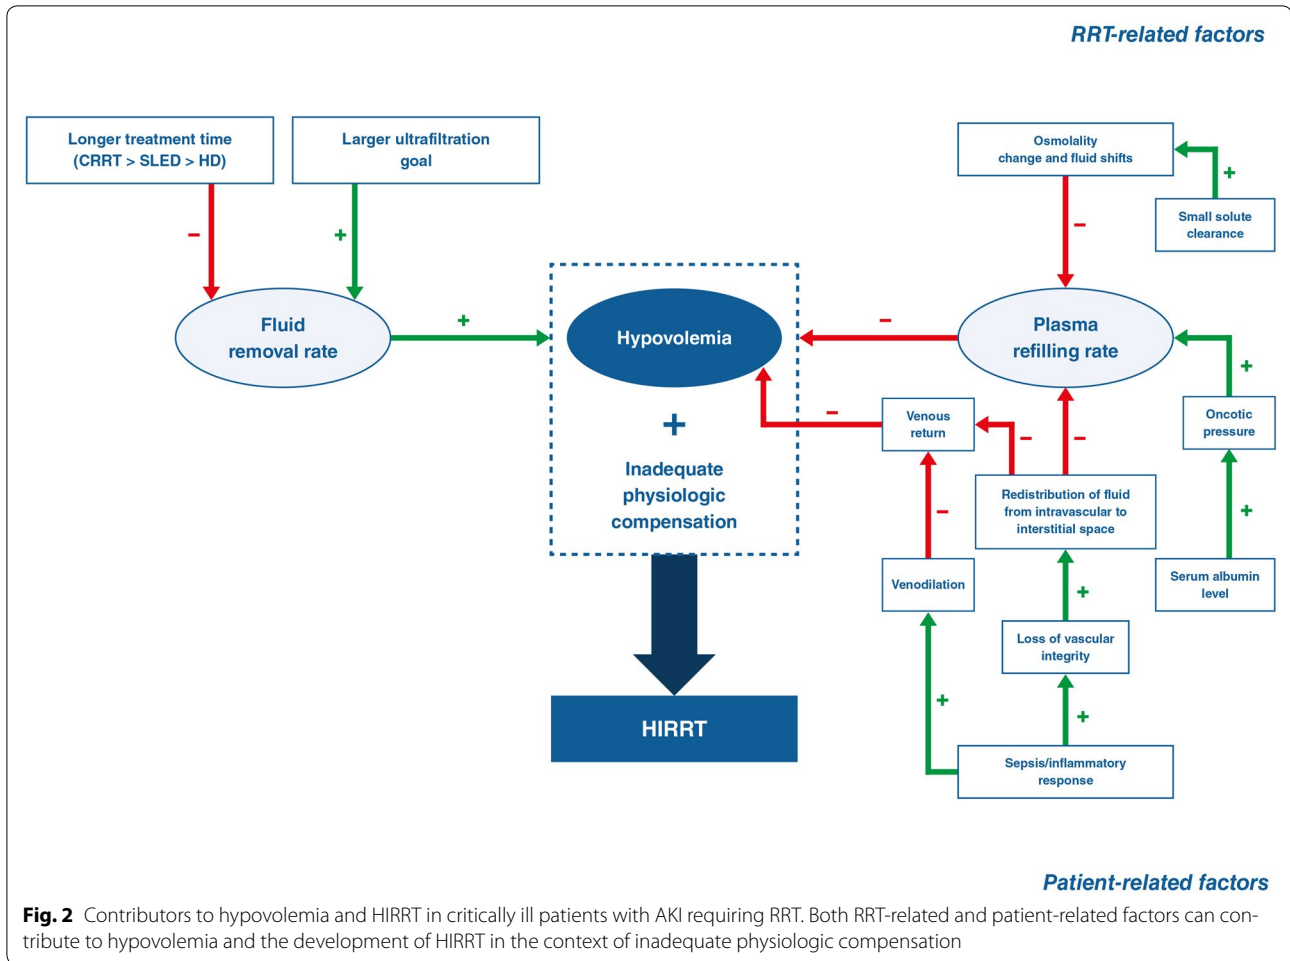 RRT-related factors
Longer treatment time
(CRRT > SLED > HD)
Larger ultrafiltration
goal
Osmolality
change and fluid shifts
+
Small solute
clearance
−
+
−
Fluid
removal rate
+
Hypovolemia
−
Plasma
refilling rate
+
−
Venous
return
−
−
Oncotic
pressure
+
Inadequate
physiologic
compensation
Redistribution of fluid
from intravascular to
interstitial space
−
+
Venodilation
+
Serum albumin
level
Loss of vascular
integrity
+
+
HIRRT
Sepsis/inflammatory
response
Patient-related factors
Fig. 2 Contributors to hypovolemia and HIRRT in critically ill patients with AKI requiring RRT. Both RRT-related and patient-related factors can con-
tribute to hypovolemia and the development of HIRRT in the context of inadequate physiologic compensation